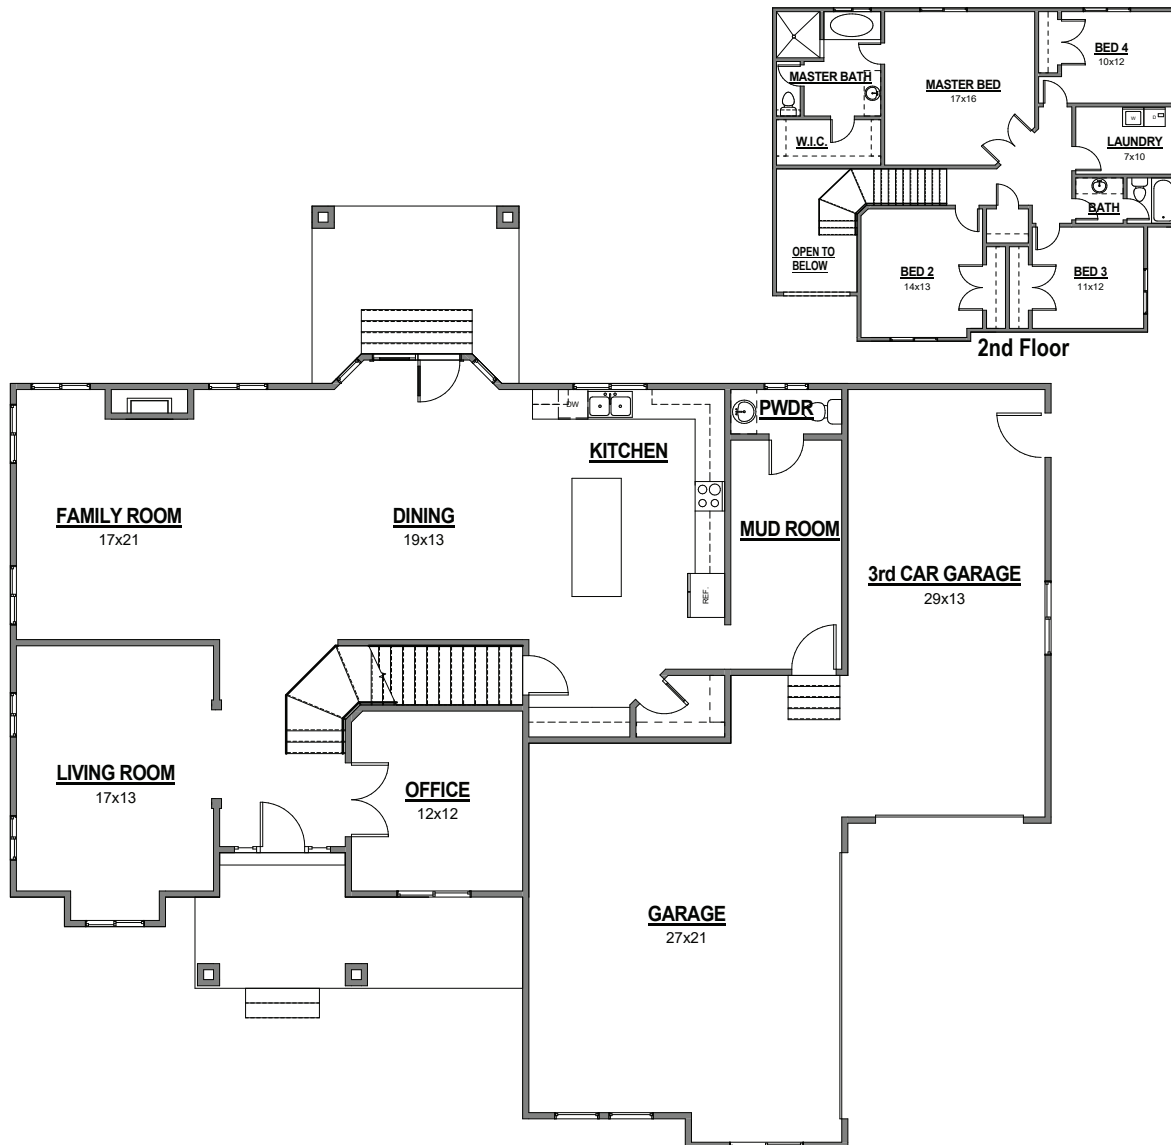 MASTER BATH
W.I.C.
OPEN TO
BELOW
MASTER BED
17x16
BED 4
10x12
W
D
LAUNDRY
7x10
BATH
BED 2
14x13
BED 3
11x12
2nd Floor
FAMILY ROOM
17x21
DINING
19x13
DW
KITCHEN
REF.
PWDR
MUD ROOM
3rd CAR GARAGE
29x13
LIVING ROOM
17x13
OFFICE
12x12
GARAGE
27x21